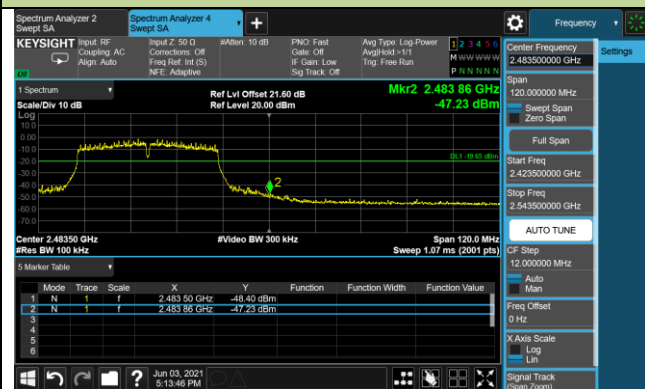 Spectrum Analyzer 2
Swept SA
Spectrum Analyzer 4
Swept SA
Frequency
KEYSIGHT
Input: RF
Coupling: AC
Align: Auto
Input Z: 50 Ω
Corrections: Off
Freq Ref: Int (S)
NFE: Adaptive
#Atten: 10 dB
PNO: Fast
Gate: Off
IF Gain: Low
Sig Track: Off
Avg Type: Log-Power
Avg|Hold:>1/1
Trig: Free Run
1 2 3 4 5 6
M W W W W W
P N N N N N
1 Spectrum
Scale/Div 10 dB
Log
Ref Lvl Offset 21.60 dB
Ref Level 20.00 dBm
Mkr2 2.483 86 GHz
-47.23 dBm
10.0
0.00
-10.0
-20.0
-30.0
-40.0
-50.0
-60.0
-70.0
DL1 -19.65 dBm
2
Center 2.48350 GHz
#Res BW 100 kHz
#Video BW 300 kHz
Span 120.0 MHz
Sweep 1.07 ms (2001 pts)
5 Marker Table
Mode Trace Scale X Y Function Function Width Function Value
1 N 1 f 2.483 50 GHz -48.40 dBm
2 N 1 f 2.483 86 GHz -47.23 dBm
3
4
5
6
Jun 03, 2021
5:13:46 PM
Center Frequency
2.483500000 GHz
Settings
Span
120.000000 MHz
Swept Span
Zero Span
Full Span
Start Freq
2.423500000 GHz
Stop Freq
2.543500000 GHz
AUTO TUNE
CF Step
12.000000 MHz
Auto
Man
Freq Offset
0 Hz
X Axis Scale
Log
Lin
Signal Track
(Span Zoom)